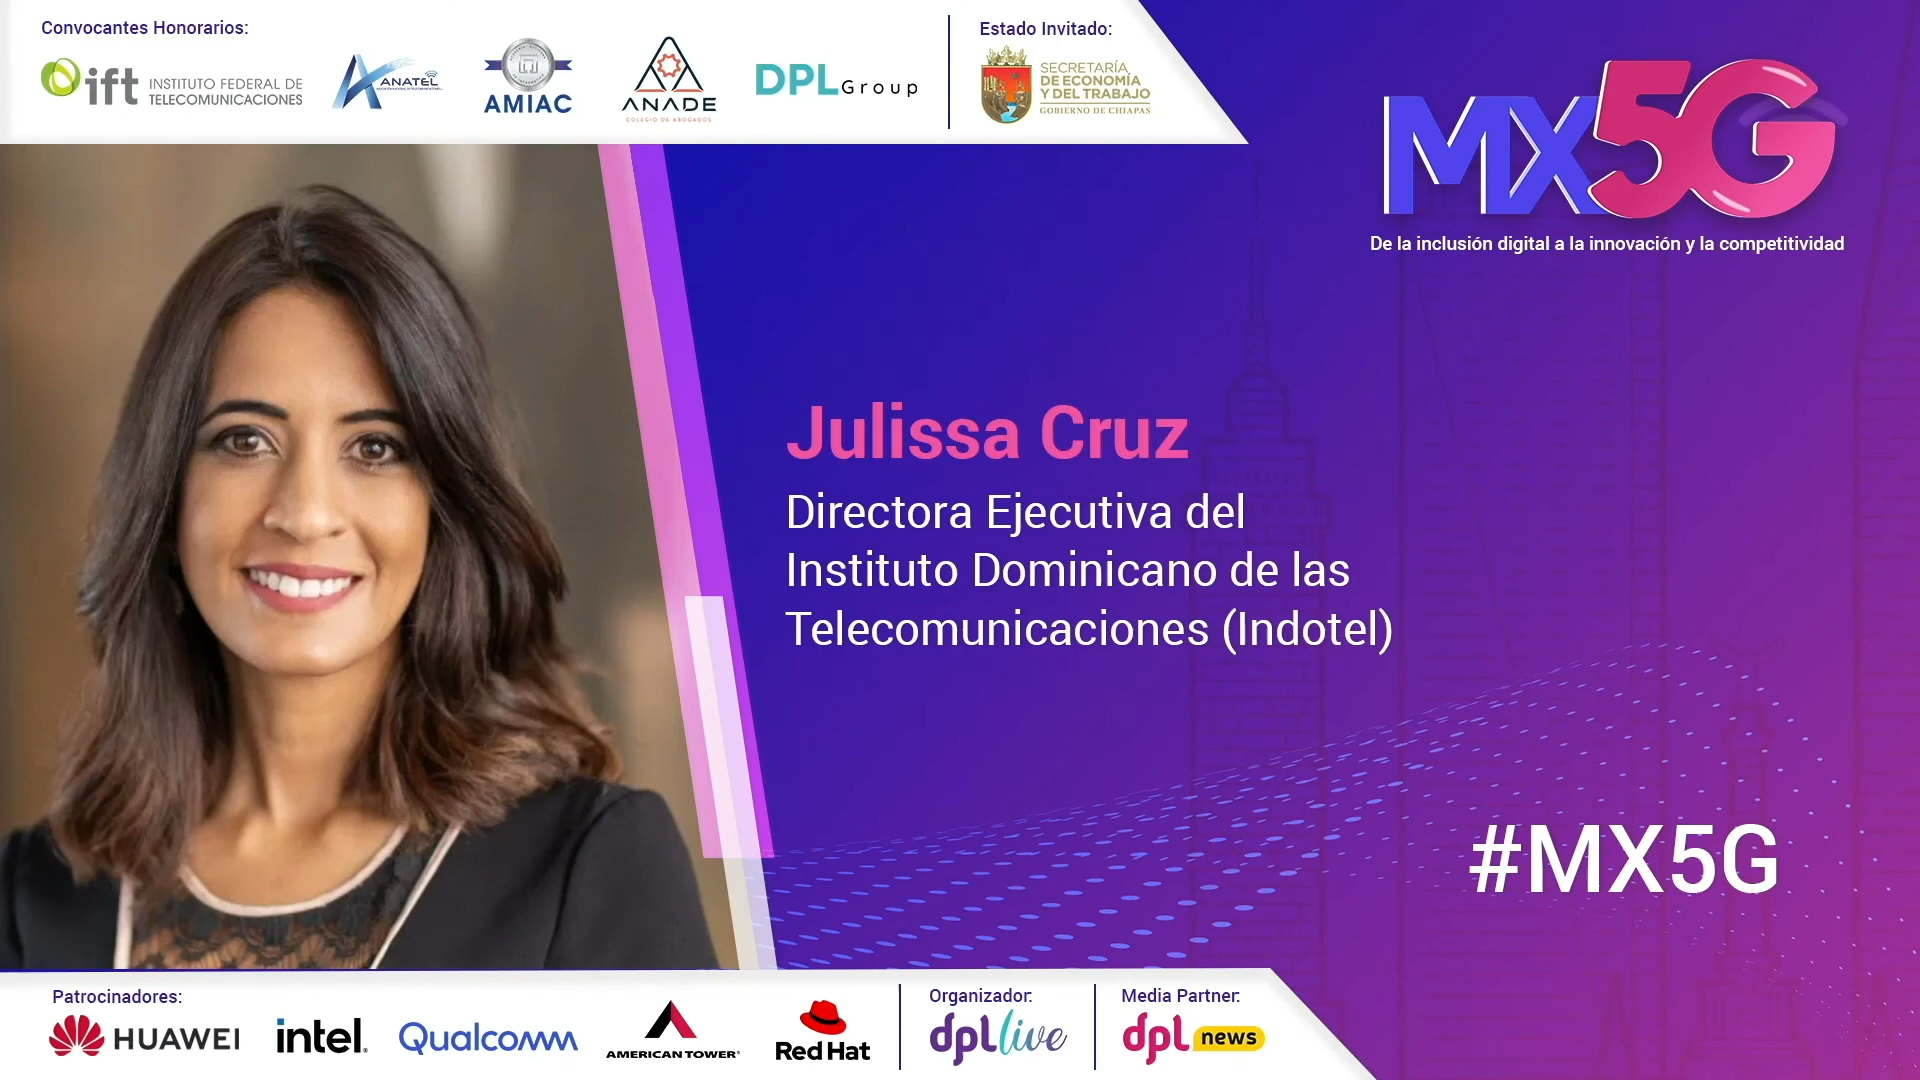 Convocantes Honorarios:
Estado Invitado:
ift INSTITUTO FEDERAL DE
TELECOMUNICACIONES
ANATEL
AMIAC
ANADE
COLEGIO DE ABOGADOS
DPL Group
SECRETARÍA
DE ECONOMÍA
Y DEL TRABAJO
GOBIERNO DE CHIAPAS
MX5G
De la inclusión digital a la innovación y la competitividad
Julissa Cruz
Directora Ejecutiva del
Instituto Dominicano de las
Telecomunicaciones (Indotel)
#MX5G
Patrocinadores:
HUAWEI
intel.
Qualcomm
AMERICAN TOWER®
Red Hat
Organizador:
dpl live
Media Partner:
dpl news